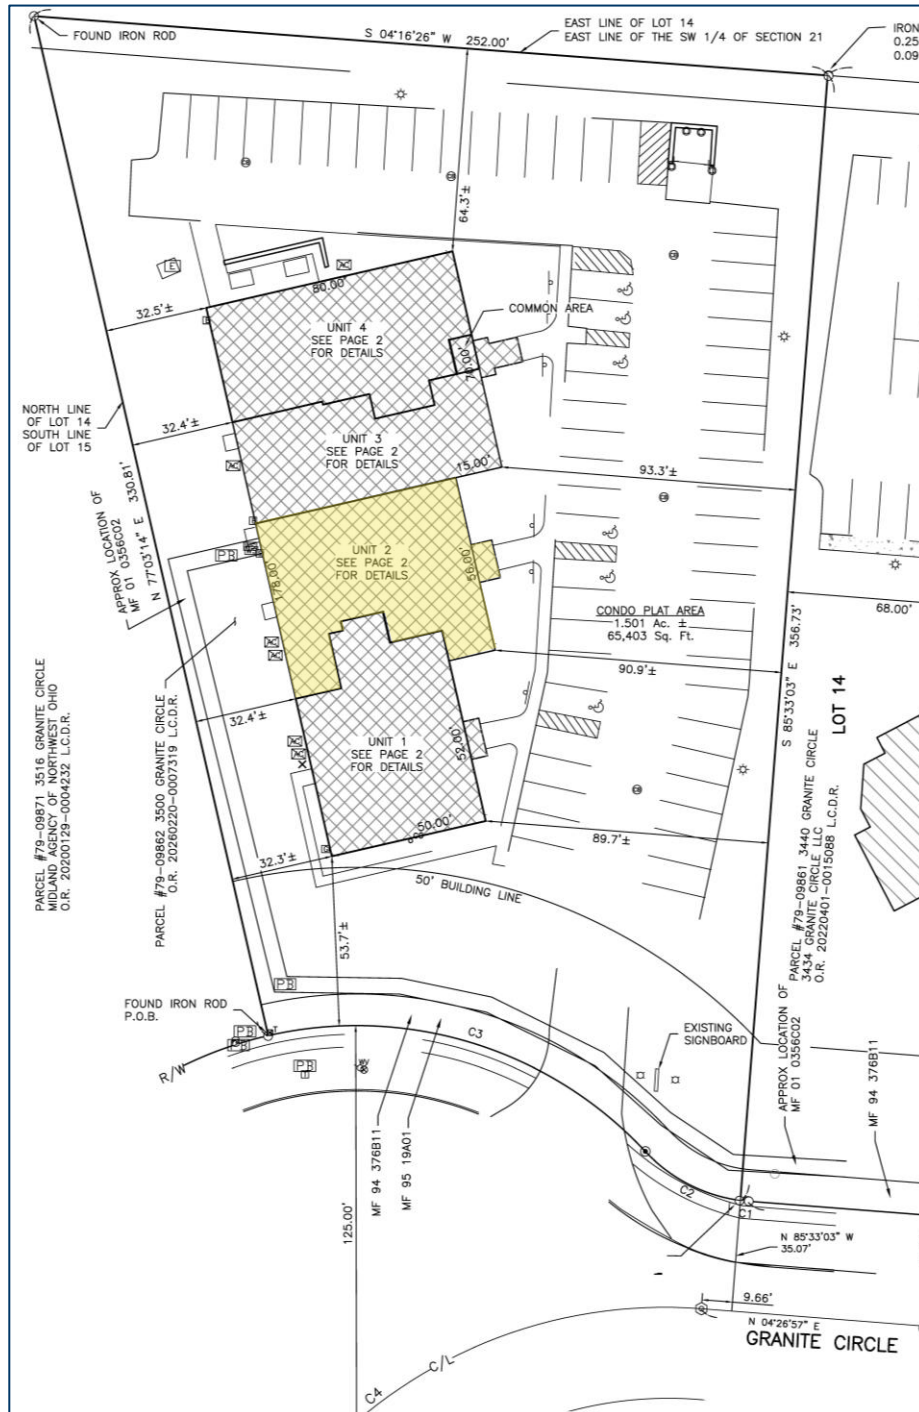 FOUND IRON ROD
S 04°16'26" W 252.00'
EAST LINE OF LOT 14
EAST LINE OF THE SW 1/4 OF SECTION 21
IRON
0.25
0.09
64.3'±
E
AC
80.00'
32.5'±
UNIT 4
SEE PAGE 2
FOR DETAILS
COMMON AREA
70.00'
NORTH LINE
OF LOT 14
SOUTH LINE
OF LOT 15
32.4'±
UNIT 3
SEE PAGE 2
FOR DETAILS
15.00'
93.3'±
APPROX LOCATION OF
MF 01 0356C02
N 77°03'14" E 330.81'
PB
UNIT 2
SEE PAGE 2
FOR DETAILS
178.00'
56.00'
CONDO PLAT AREA
1.501 Ac. ±
65,403 Sq. Ft.
68.00'
S 85°33'03" E 356.73'
90.9'±
LOT 14
32.4'±
UNIT 1
SEE PAGE 2
FOR DETAILS
52.00'
50.00'
89.7'±
PARCEL #79-09871 3516 GRANITE CIRCLE
MIDLAND AGENCY OF NORTHWEST OHIO
O.R. 20200129-0004232 L.C.D.R.
PARCEL #79-09862 3500 GRANITE CIRCLE
O.R. 20260220-0007319 L.C.D.R.
PARCEL #79-09861 3440 GRANITE CIRCLE
3434 GRANITE CIRCLE LLC
O.R. 20220401-0015088 L.C.D.R.
32.3'±
50' BUILDING LINE
53.7'±
PB
FOUND IRON ROD
P.O.B.
PB
PB
PB
R/W
C3
EXISTING
SIGNBOARD
APPROX LOCATION OF
MF 01 0356C02
MF 94 376B11
MF 94 376B11
MF 95 19A01
125.00'
C2
C1
N 85°33'03" W
35.07'
9.66'
N 04°26'57" E
GRANITE CIRCLE
C/L
C4